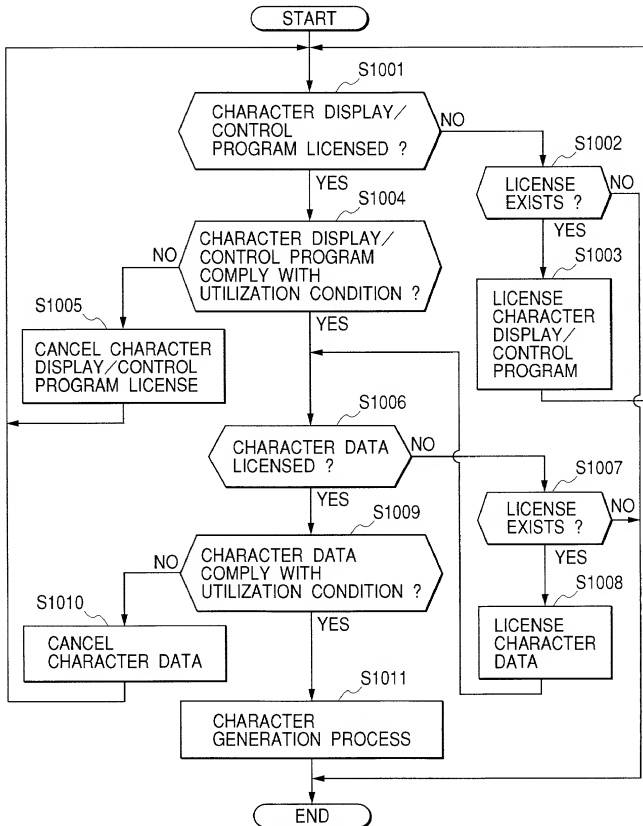 START
S1001
CHARACTER DISPLAY/
CONTROL
PROGRAM LICENSED ?
NO
YES
S1002
LICENSE
EXISTS ?
NO
YES
S1003
LICENSE
CHARACTER
DISPLAY/
CONTROL
PROGRAM
S1004
CHARACTER DISPLAY/
CONTROL PROGRAM
COMPLY WITH
UTILIZATION CONDITION ?
NO
YES
S1005
CANCEL CHARACTER
DISPLAY/CONTROL
PROGRAM LICENSE
S1006
CHARACTER DATA
LICENSED ?
NO
YES
S1007
LICENSE
EXISTS ?
NO
YES
S1008
LICENSE
CHARACTER
DATA
S1009
CHARACTER DATA
COMPLY WITH
UTILIZATION CONDITION ?
NO
YES
S1010
CANCEL
CHARACTER DATA
S1011
CHARACTER
GENERATION PROCESS
END